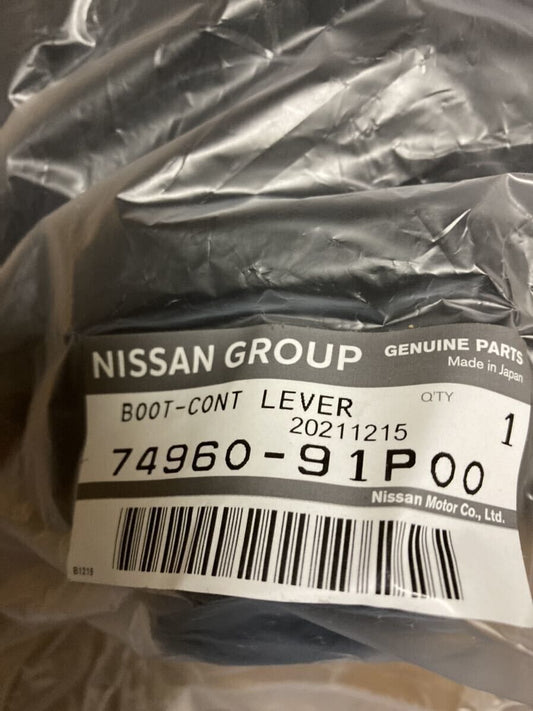 NISSAN GROUP GENUINE PARTS
Made in Japan
BOOT-CONT LEVER Q'TY 1
20211215
74960-91P00
Nissan Motor Co., Ltd.